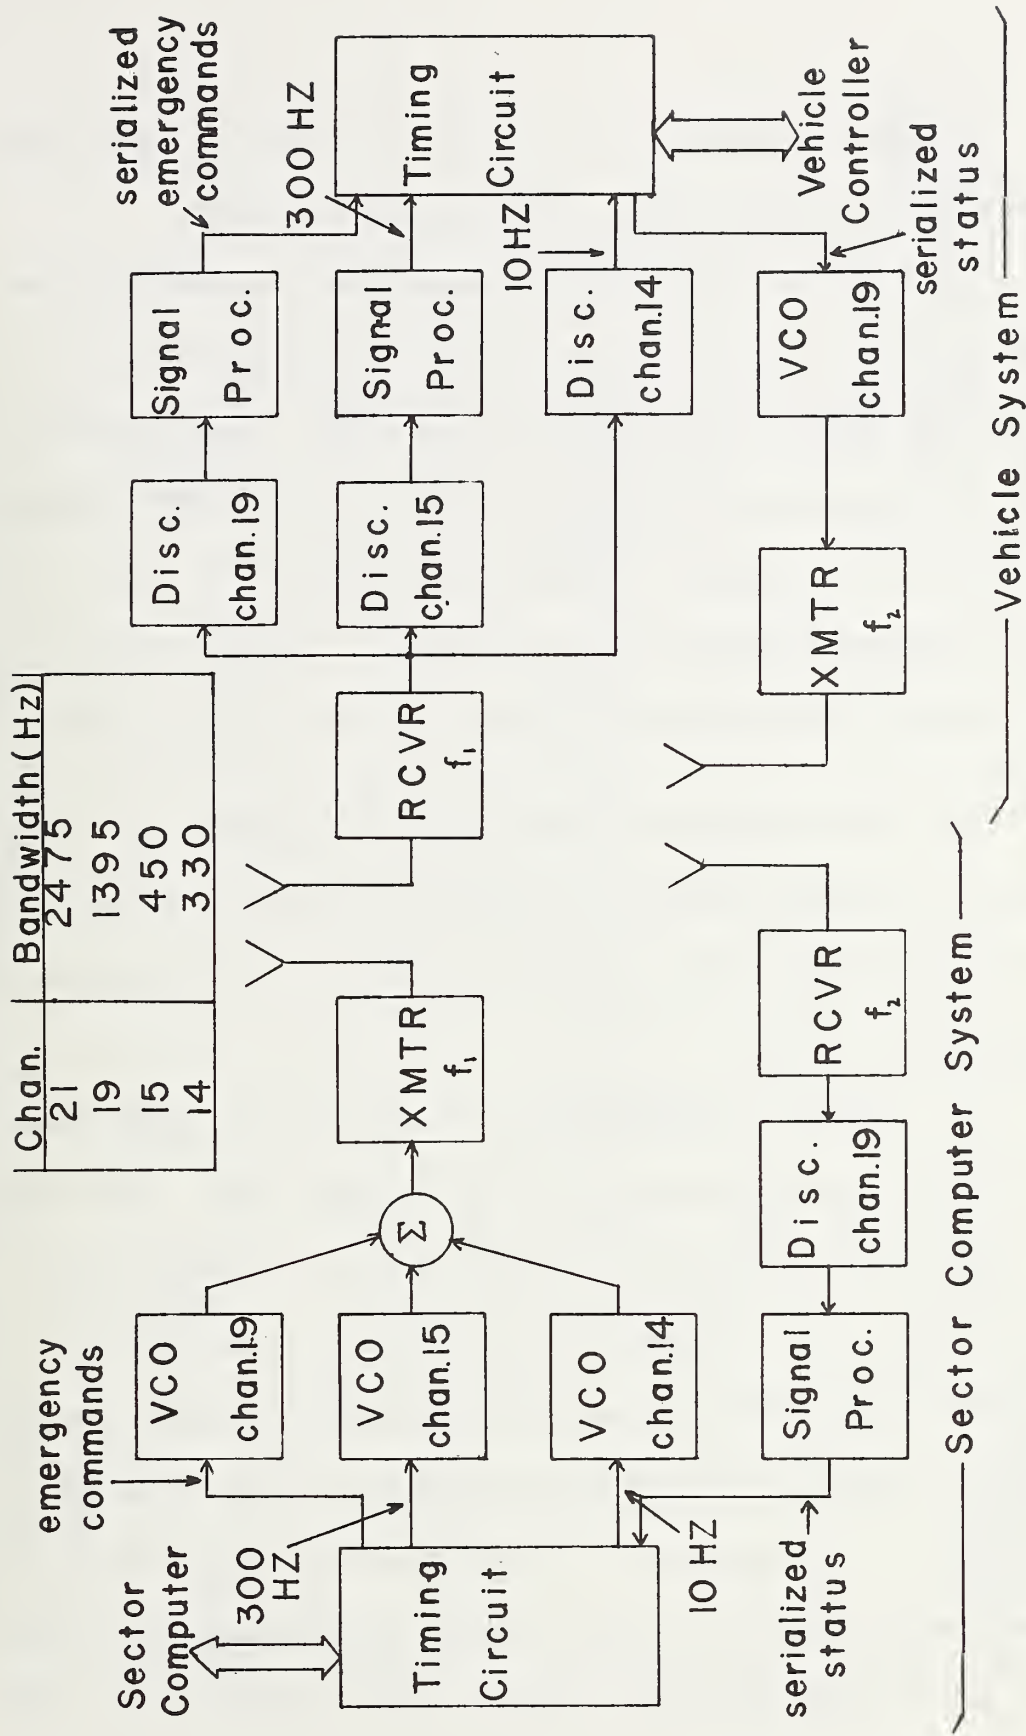 Chan. Bandwidth(Hz)
21 2475
19 1395
15 450
14 330
Sector
Computer
emergency
commands
300
HZ
Timing
Circuit
10 HZ
serialized
status
VCO
chan.19
VCO
chan.15
VCO
chan.14
Σ
XMTR
f₁
Signal
Proc.
Disc.
chan.19
RCVR
f₂
RCVR
f₁
Disc.
chan.19
Disc.
chan.15
Disc.
chan.14
Signal
Proc.
Signal
Proc.
serialized
emergency
commands
300 HZ
10 HZ
Timing
Circuit
Vehicle
Controller
serialized
status
VCO
chan.19
XMTR
f₂
Sector Computer System
Vehicle System